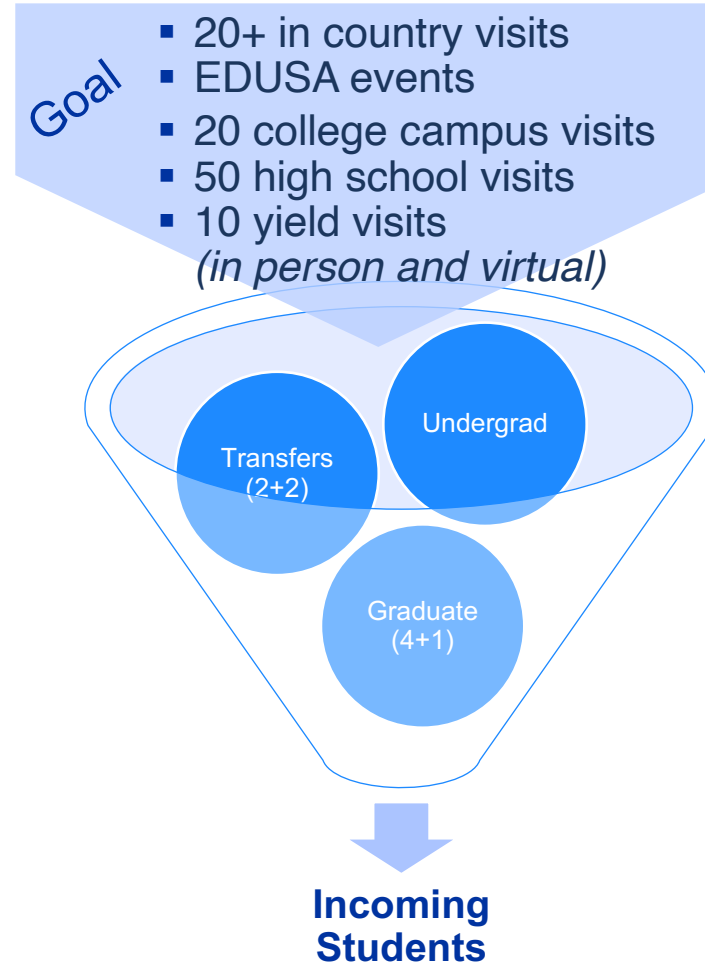 Goal
▪ 20+ in country visits
▪ EDUSA events
▪ 20 college campus visits
▪ 50 high school visits
▪ 10 yield visits
(in person and virtual)
Undergrad
Transfers
(2+2)
Graduate
(4+1)
Incoming
Students